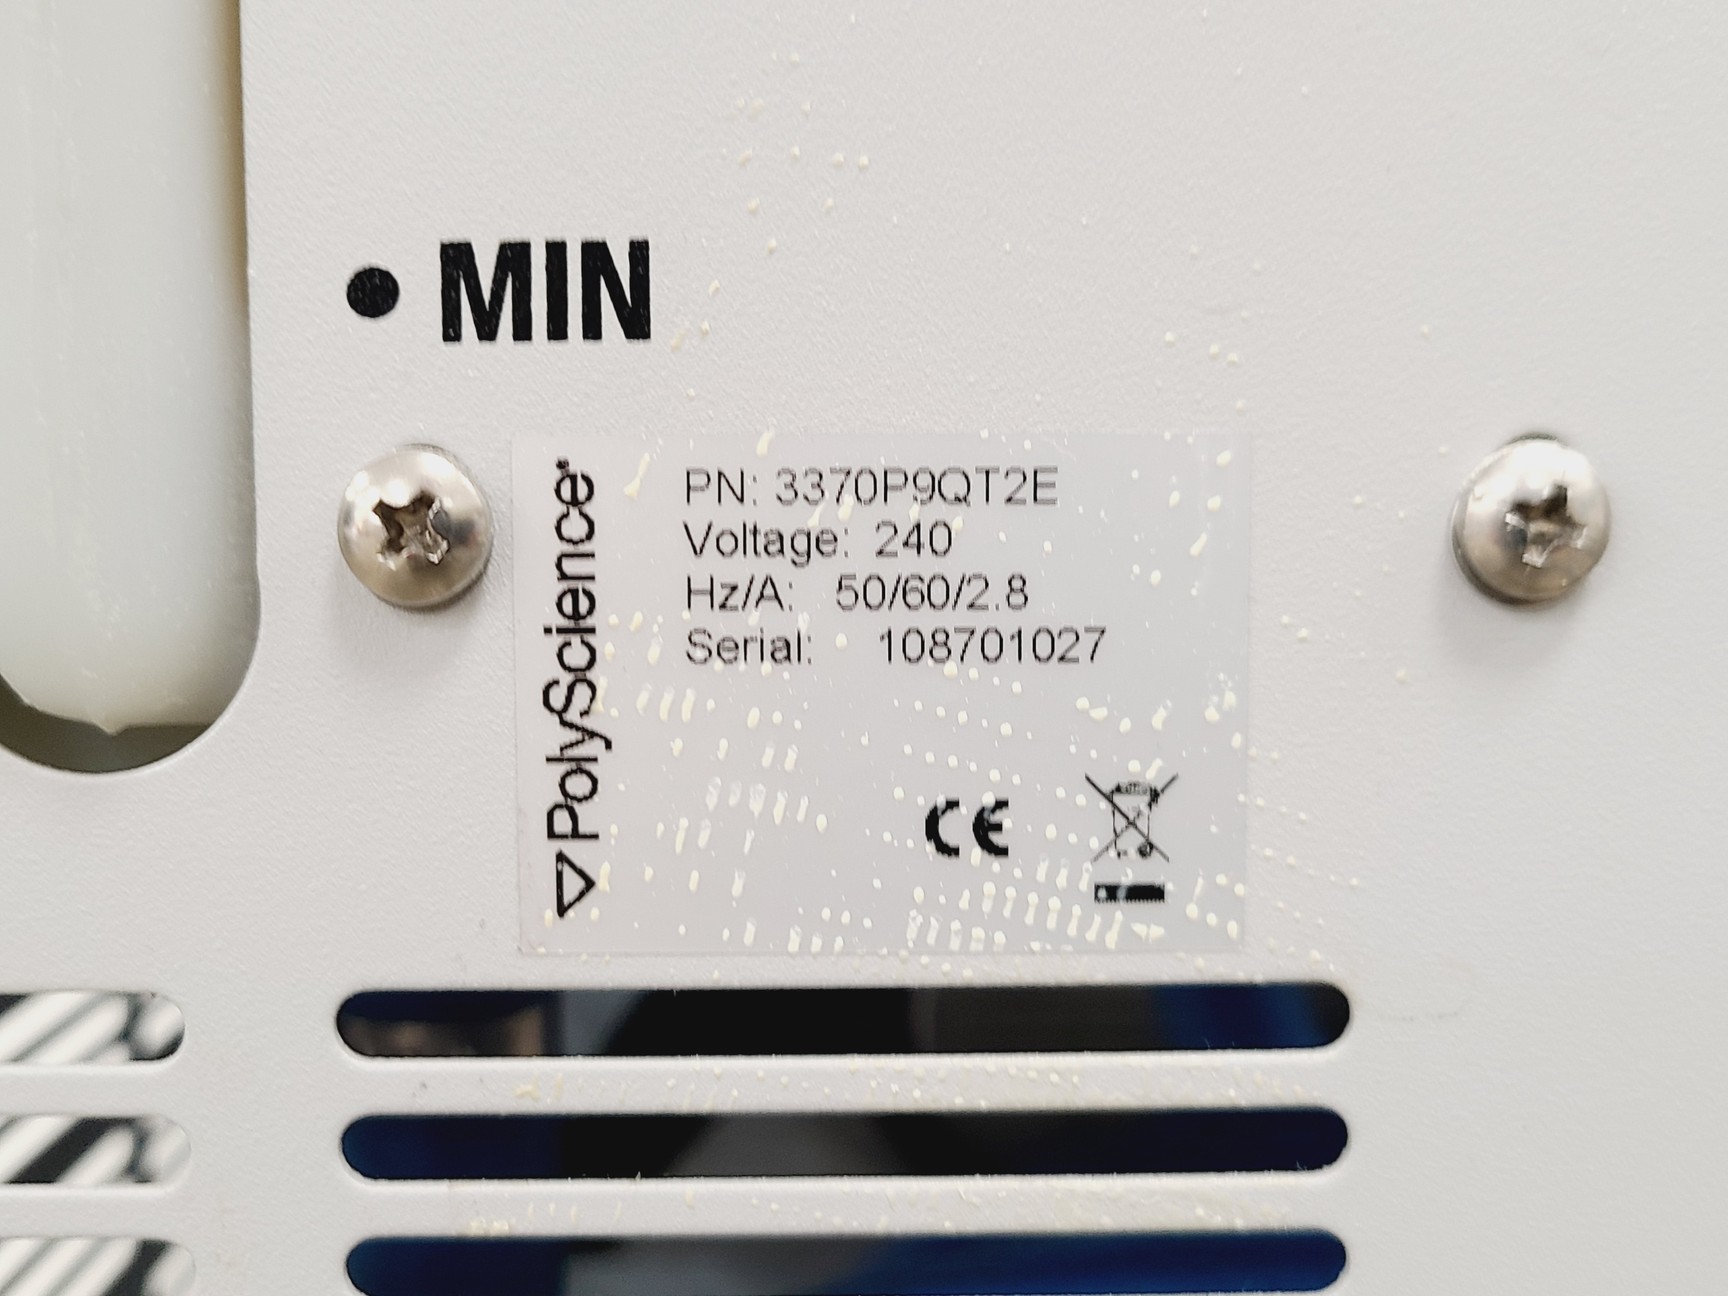 • MIN
PolyScience
PN: 3370P9QT2E
Voltage: 240
Hz/A: 50/60/2.8
Serial: 108701027
CE